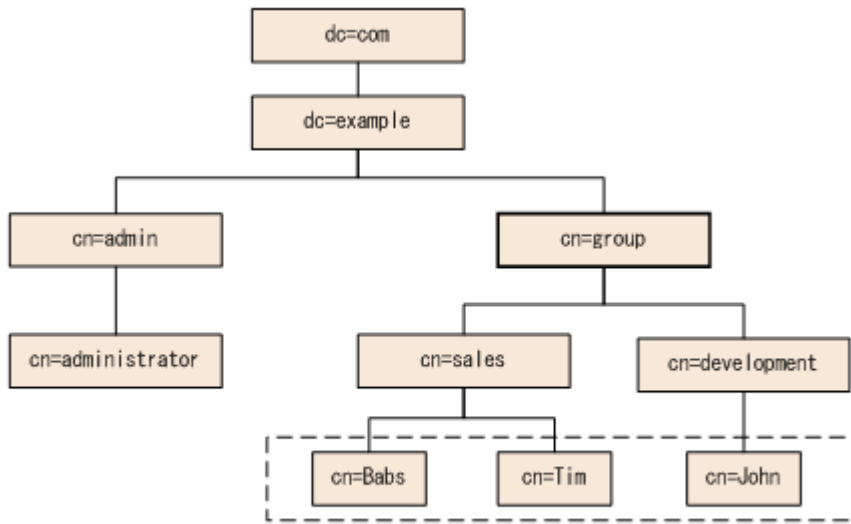 dc=com
dc=example
cn=admin
cn=group
cn=administrator
cn=sales
cn=development
cn=Babs
cn=Tim
cn=John